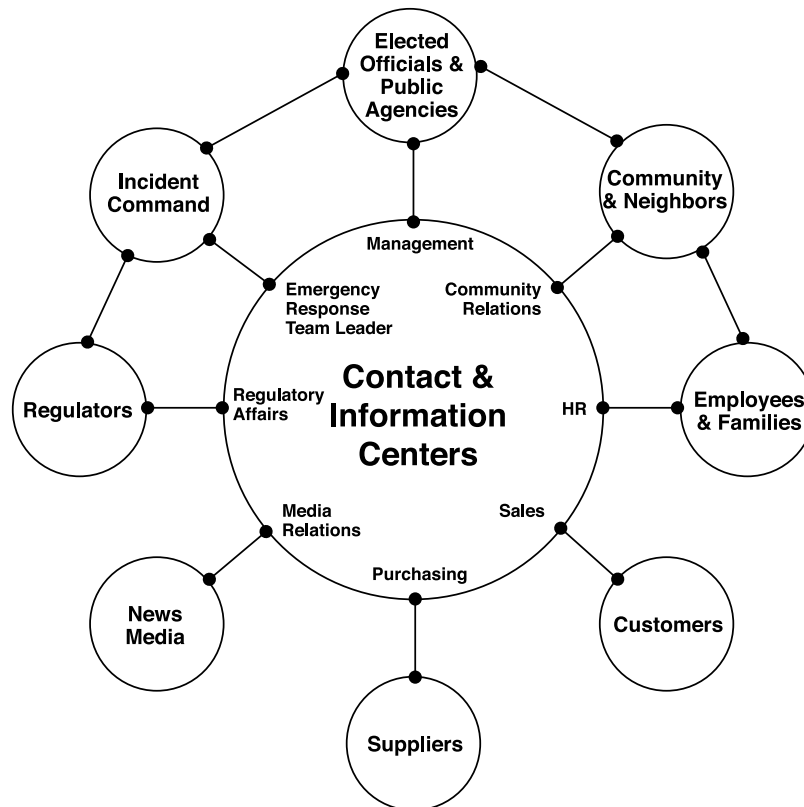 Elected
Officials &
Public
Agencies
Incident
Command
Community
& Neighbors
Management
Emergency
Response
Team Leader
Community
Relations
Regulators
Regulatory
Affairs
Contact &
Information
Centers
HR
Employees
& Families
Media
Relations
Sales
Purchasing
News
Media
Customers
Suppliers